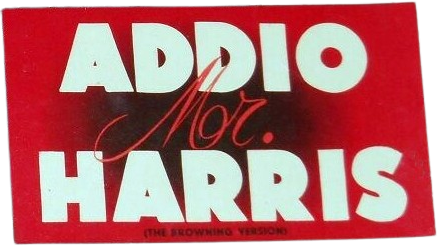 ADDIO
Mr.
HARRIS
(THE BROWNING VERSION)